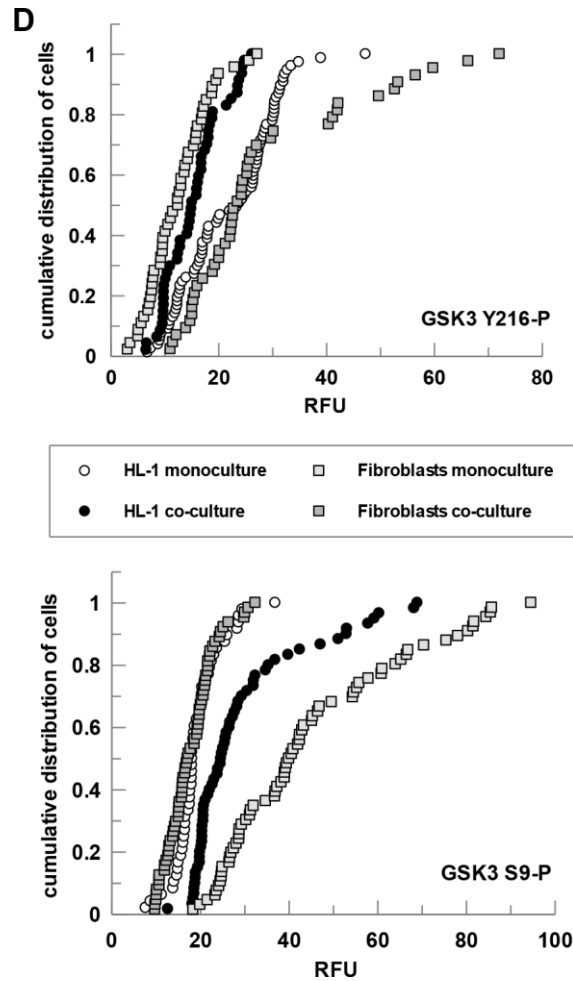 D
cumulative distribution of cells
1
0.8
0.6
0.4
0.2
0
GSK3 Y216-P
0 20 40 60 80
RFU
HL-1 monoculture Fibroblasts monoculture
HL-1 co-culture Fibroblasts co-culture
cumulative distribution of cells
1
0.8
0.6
0.4
0.2
0
GSK3 S9-P
0 20 40 60 80 100
RFU